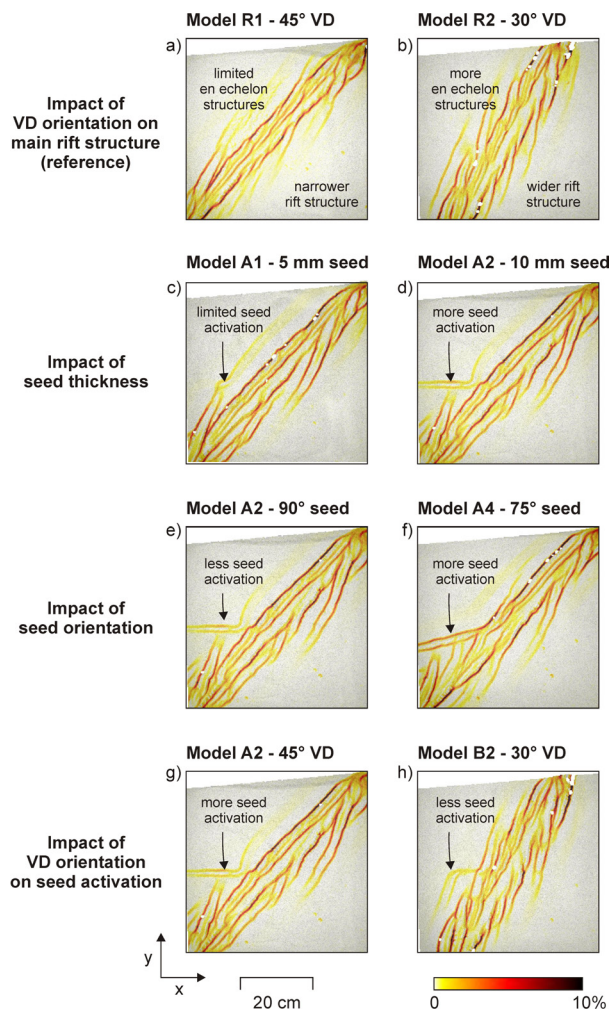 Model R1 - 45° VD
Model R2 - 30° VD
a)
b)
limited
en echelon
structures
more
en echelon
structures
Impact of
VD orientation on
main rift structure
(reference)
narrower
rift structure
wider rift
structure
Model A1 - 5 mm seed
Model A2 - 10 mm seed
c)
d)
limited seed
activation
more seed
activation
Impact of
seed thickness
Model A2 - 90° seed
Model A4 - 75° seed
e)
f)
less seed
activation
more seed
activation
Impact of
seed orientation
Model A2 - 45° VD
Model B2 - 30° VD
g)
h)
more seed
activation
less seed
activation
Impact of
VD orientation
on seed activation
y
x
20 cm
0
10%